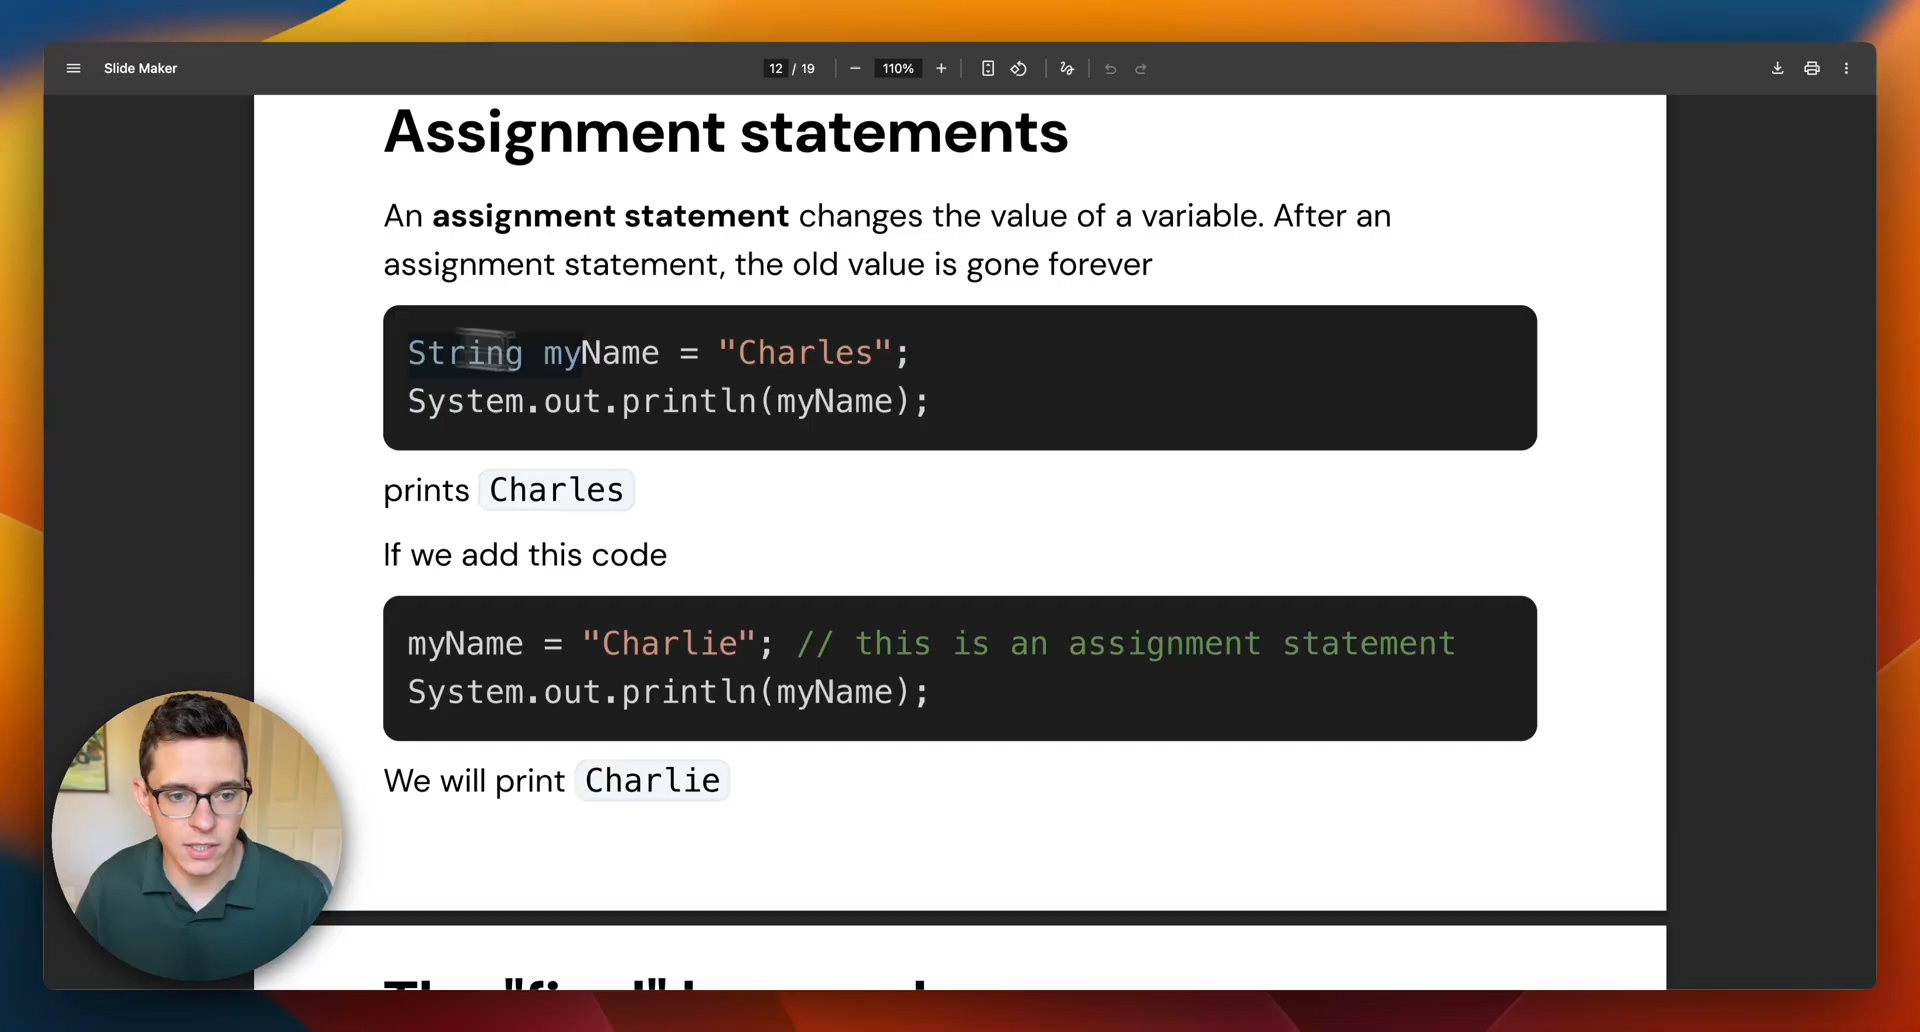 Slide Maker
12 / 19
110%
Assignment statements
An assignment statement changes the value of a variable. After an
assignment statement, the old value is gone forever
String myName = "Charles";
System.out.println(myName);
prints Charles
If we add this code
myName = "Charlie"; // this is an assignment statement
System.out.println(myName);
We will print Charlie